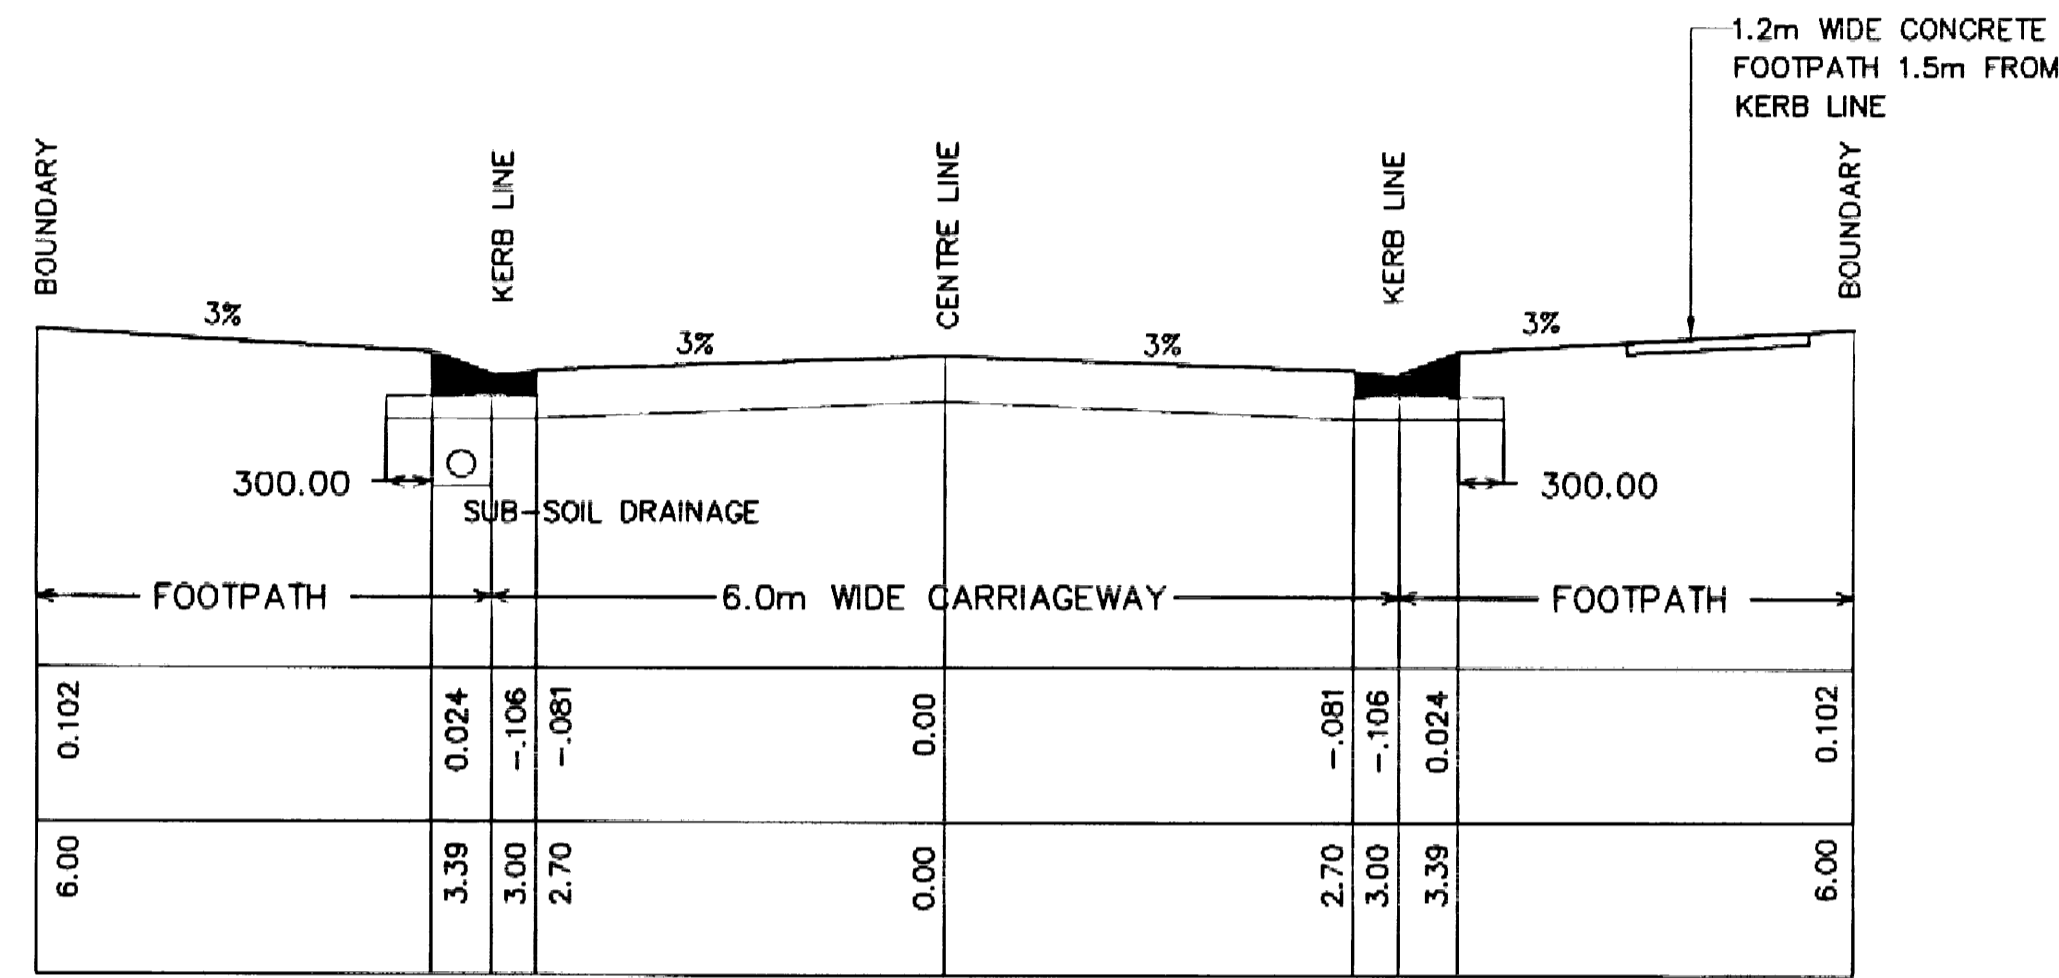 1.2m WIDE CONCRETE
FOOTPATH 1.5m FROM
KERB LINE
BOUNDARY
KERB LINE
CENTRE LINE
KERB LINE
BOUNDARY
3%
3%
3%
3%
300.00
300.00
SUB-SOIL DRAINAGE
FOOTPATH
6.0m WIDE CARRIAGEWAY
FOOTPATH
0.102
0.024
-.106
-.081
0.00
-.081
-.106
0.024
0.102
6.00
3.39
3.00
2.70
0.00
2.70
3.00
3.39
6.00